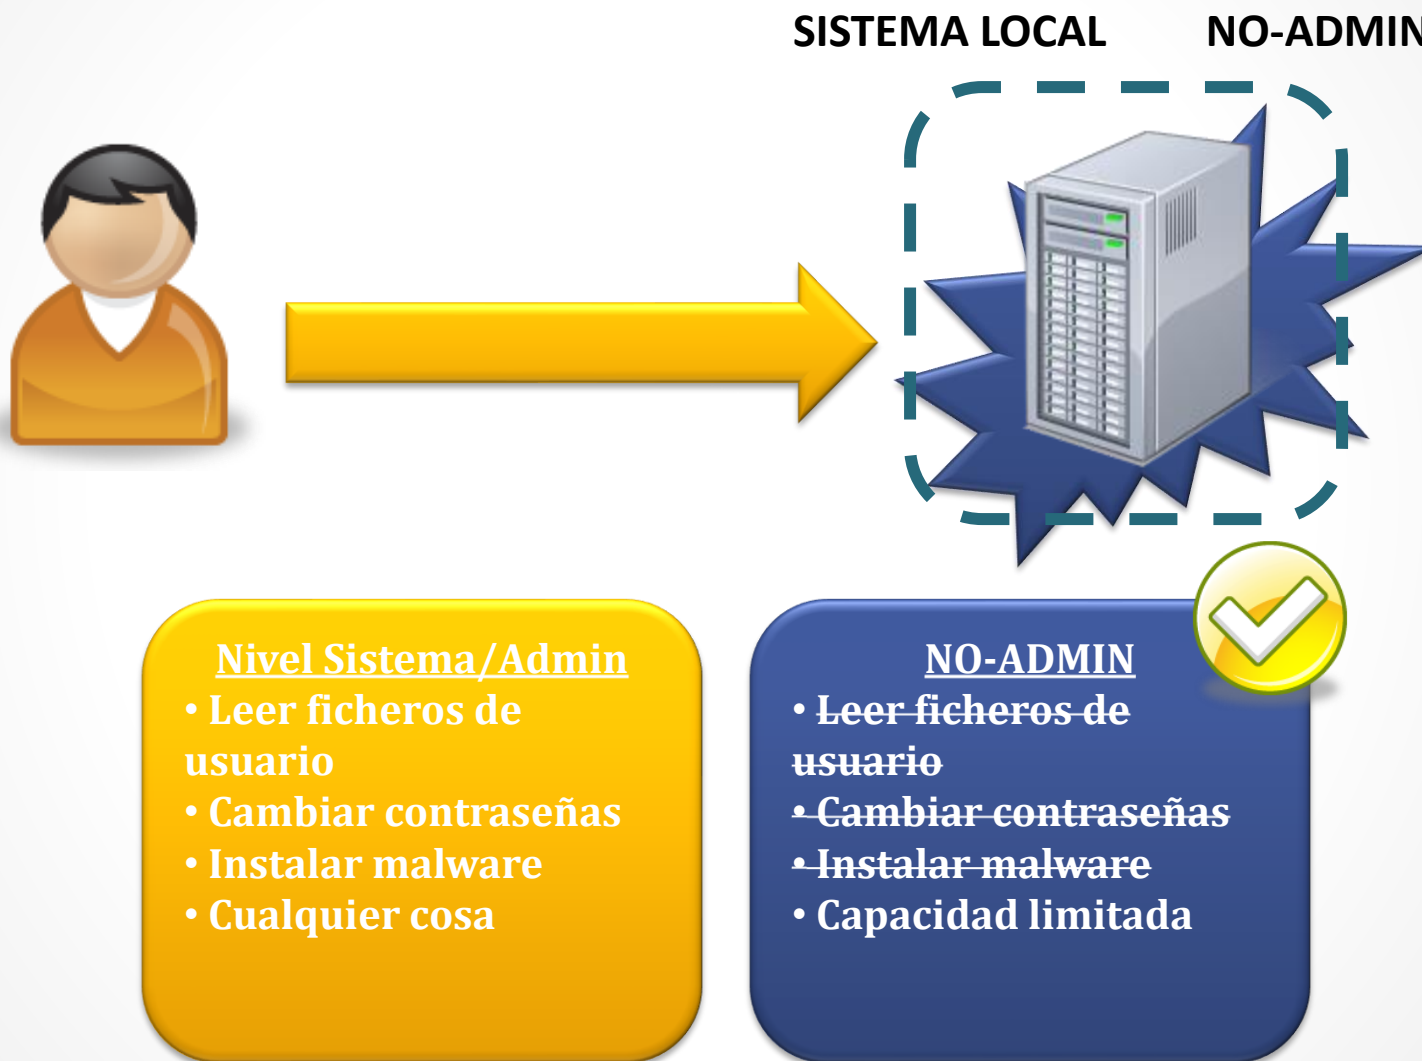 SISTEMA LOCAL NO-ADMIN
Nivel Sistema/Admin
• Leer ficheros de
usuario
• Cambiar contraseñas
• Instalar malware
• Cualquier cosa
NO-ADMIN
• Leer ficheros de
usuario
• Cambiar contraseñas
• Instalar malware
• Capacidad limitada